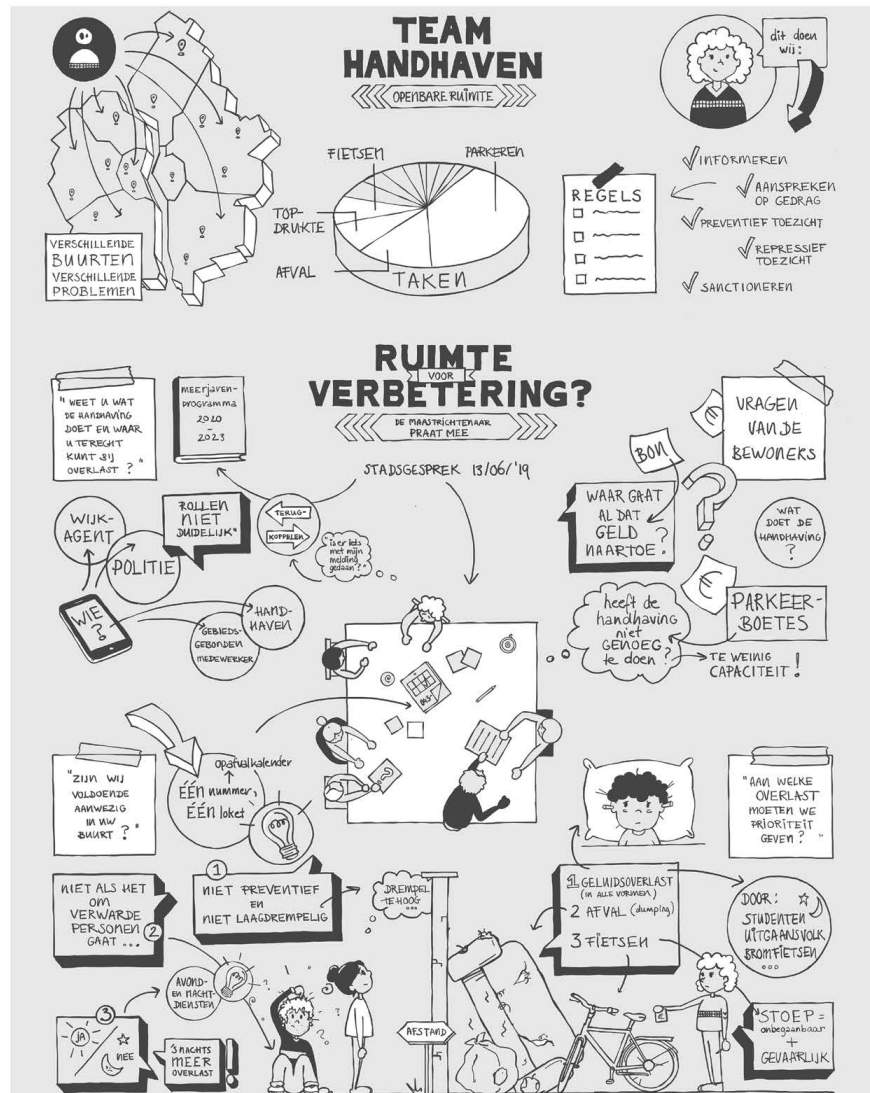 TEAM
HANDHAVEN
OPENBARE RUIMTE
dit doen
wij:
VERSCHILLENDE
BUURTEN
VERSCHILLENDE
PROBLEMEN
FIETSEN
PARKEREN
TOP-
DRUKTE
AFVAL
TAKEN
REGELS
INFORMEREN
AANSPREKEN
OP GEDRAG
PREVENTIEF TOEZICHT
REPRESSIEF
TOEZICHT
SANCTIONEREN
RUIMTE
VOOR
VERBETERING?
DE MAASTRICHTENAAR
PRAAT MEE
STADSGESPREK 13/06/'19
"WEET U WAT
DE HANDHAVING
DOET EN WAAR
U TERECHT
KUNT BIJ
OVERLAST ?"
meerjaren-
programma
2020
-
2023
WIJK-
AGENT
POLITIE
ROLLEN
NIET
DUIDELIJK"
TERUG-
KOPPELEN
"is er iets
met mijn
melding
gedaan?"
WIE
?
HAND-
HAVEN
GEBIEDS-
GEBONDEN
MEDEWERKER
VRAGEN
VAN DE
BEWONERS
€
BON
WAAR GAAT
AL DAT
GELD
NAARTOE?
WAT
DOET DE
HANDHAVING
?
€
PARKEER-
BOETES
heeft de
handhaving
niet
GENOEG
te doen?
TE WEINIG
CAPACITEIT!
?
"ZIJN WIJ
VOLDOENDE
AANWEZIG
IN UW
BUURT ?"
op afvalkalender
ÉÉN nummer,
ÉÉN loket
1
NIET PREVENTIEF
EN
NIET LAAGDREMPELIG
DREMPEL
TE HOOG...
NIET ALS HET
OM
VERWARDE
PERSONEN
GAAT ...
2
AVOND-
EN NACHT-
DIENSTEN
3
JA
NEE
'S NACHTS
MEER
OVERLAST
!!
AFSTAND
"AAN WELKE
OVERLAST
MOETEN WE
PRIORITEIT
GEVEN ?"
1 GELUIDSOVERLAST
(IN ALLE VORMEN)
2 AFVAL (dumping)
3 FIETSEN
DOOR:
STUDENTEN
UITGAANSVOLK
BROMFIETSEN
...
STOEP =
onbegaanbaar
+
GEVAARLIJK